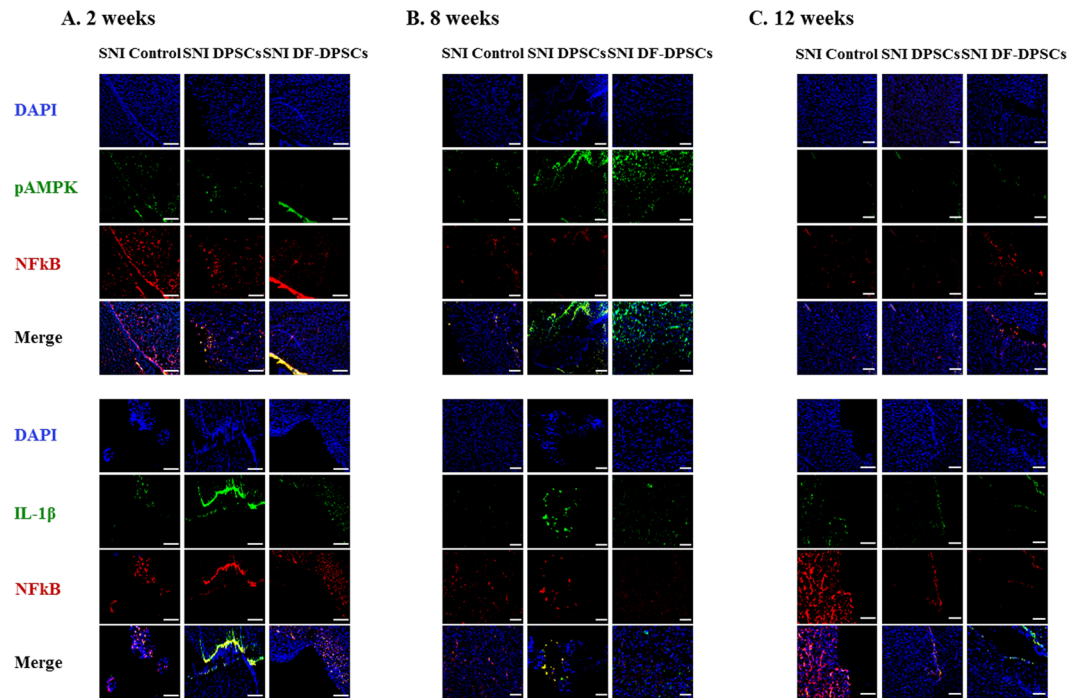 A. 2 weeks
B. 8 weeks
C. 12 weeks
SNI Control SNI DPSCs SNI DF-DPSCs
SNI Control SNI DPSCs SNI DF-DPSCs
SNI Control SNI DPSCs SNI DF-DPSCs
DAPI
pAMPK
NFkB
Merge
DAPI
IL-1β
NFkB
Merge